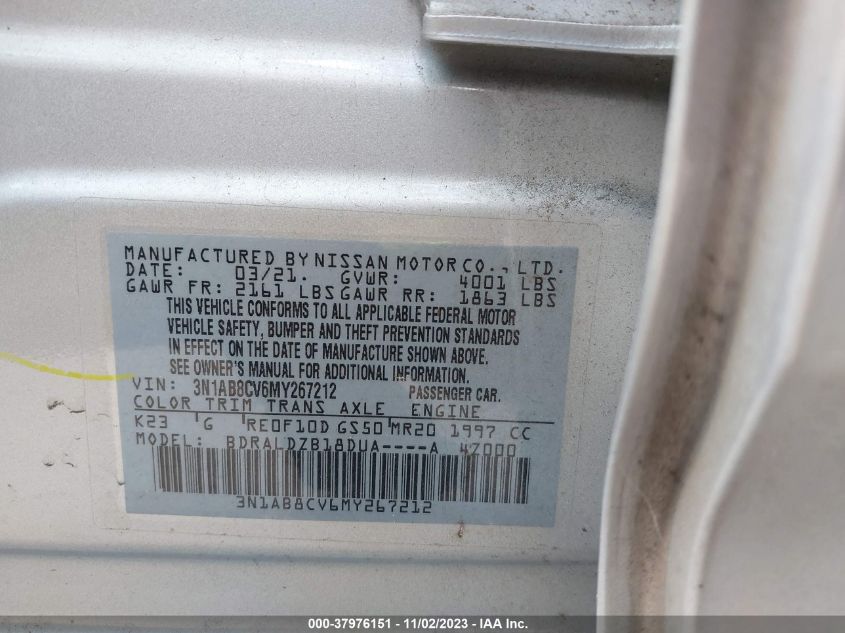 MANUFACTURED BY NISSAN MOTOR CO., LTD.
DATE: 03/21. GVWR: 4001 LBS
GAWR FR: 2161 LBS GAWR RR: 1863 LBS
THIS VEHICLE CONFORMS TO ALL APPLICABLE FEDERAL MOTOR
VEHICLE SAFETY, BUMPER AND THEFT PREVENTION STANDARDS
IN EFFECT ON THE DATE OF MANUFACTURE SHOWN ABOVE.
SEE OWNER'S MANUAL FOR ADDITIONAL INFORMATION.
VIN: 3N1AB8CV6MY267212 PASSENGER CAR.
COLOR TRIM TRANS AXLE ENGINE
K23 G RE0F10D GS50 MR20 1997 CC
MODEL: BDRALDZB18DUA----A 47000
3N1AB8CV6MY267212
000-37976151 - 11/02/2023 - IAA Inc.